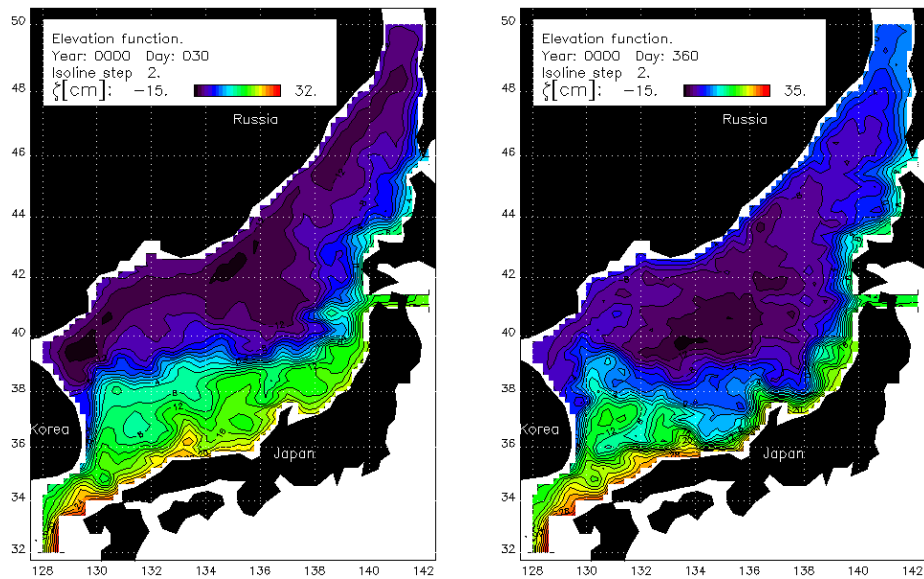 Elevation function.
Year: 0000 Day: 030
Isoline step 2.
ζ[cm]: −15. 32.
Russia
Korea
Japan
50
48
46
44
42
40
38
36
34
32
128 130 132 134 136 138 140 142
Elevation function.
Year: 0000 Day: 360
Isoline step 2.
ζ[cm]: −15. 35.
Russia
Korea
Japan
50
48
46
44
42
40
38
36
34
32
128 130 132 134 136 138 140 142